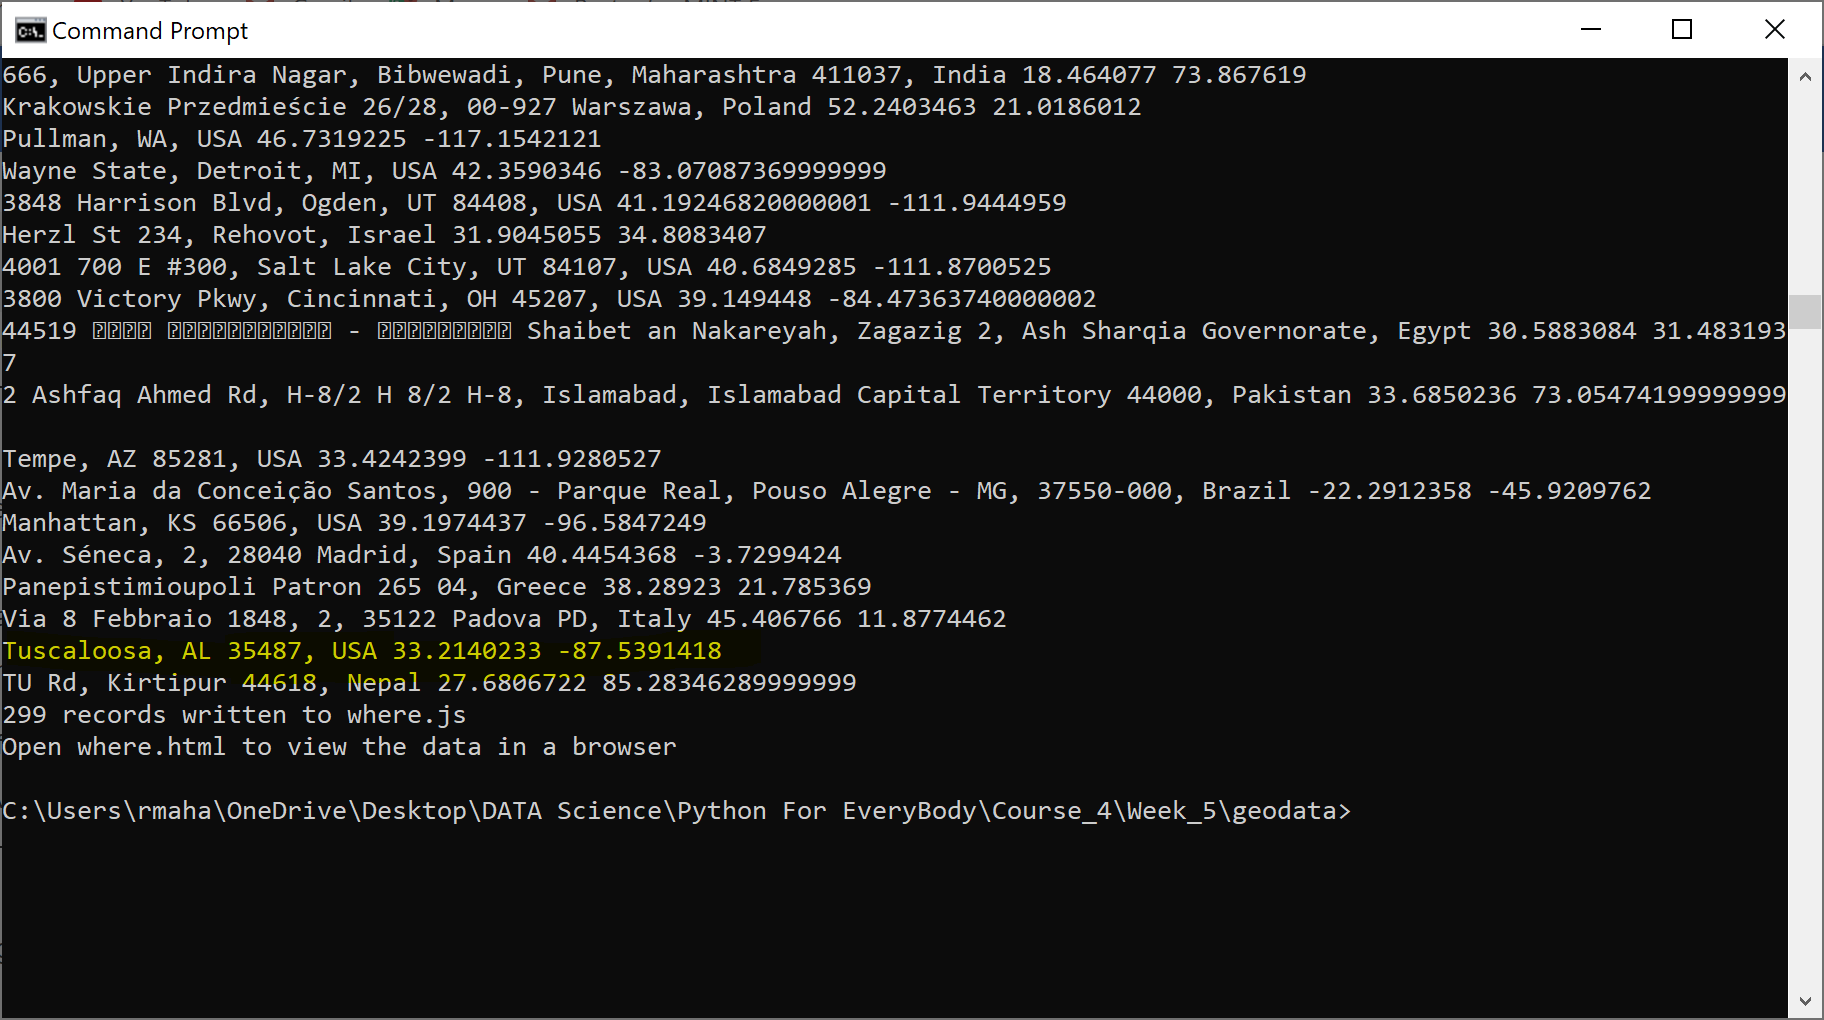 Command Prompt
666, Upper Indira Nagar, Bibwewadi, Pune, Maharashtra 411037, India 18.464077 73.867619
Krakowskie Przedmieście 26/28, 00-927 Warszawa, Poland 52.2403463 21.0186012
Pullman, WA, USA 46.7319225 -117.1542121
Wayne State, Detroit, MI, USA 42.3590346 -83.07087369999999
3848 Harrison Blvd, Ogden, UT 84408, USA 41.19246820000001 -111.9444959
Herzl St 234, Rehovot, Israel 31.9045055 34.8083407
4001 700 E #300, Salt Lake City, UT 84107, USA 40.6849285 -111.8700525
3800 Victory Pkwy, Cincinnati, OH 45207, USA 39.149448 -84.47363740000002
44519 - Shaibet an Nakareyah, Zagazig 2, Ash Sharqia Governorate, Egypt 30.5883084 31.483193
7
2 Ashfaq Ahmed Rd, H-8/2 H 8/2 H-8, Islamabad, Islamabad Capital Territory 44000, Pakistan 33.6850236 73.05474199999999
Tempe, AZ 85281, USA 33.4242399 -111.9280527
Av. Maria da Conceição Santos, 900 - Parque Real, Pouso Alegre - MG, 37550-000, Brazil -22.2912358 -45.9209762
Manhattan, KS 66506, USA 39.1974437 -96.5847249
Av. Séneca, 2, 28040 Madrid, Spain 40.4454368 -3.7299424
Panepistimioupoli Patron 265 04, Greece 38.28923 21.785369
Via 8 Febbraio 1848, 2, 35122 Padova PD, Italy 45.406766 11.8774462
Tuscaloosa, AL 35487, USA 33.2140233 -87.5391418
TU Rd, Kirtipur 44618, Nepal 27.6806722 85.28346289999999
299 records written to where.js
Open where.html to view the data in a browser
C:\Users\rmaha\OneDrive\Desktop\DATA Science\Python For EveryBody\Course_4\Week_5\geodata>